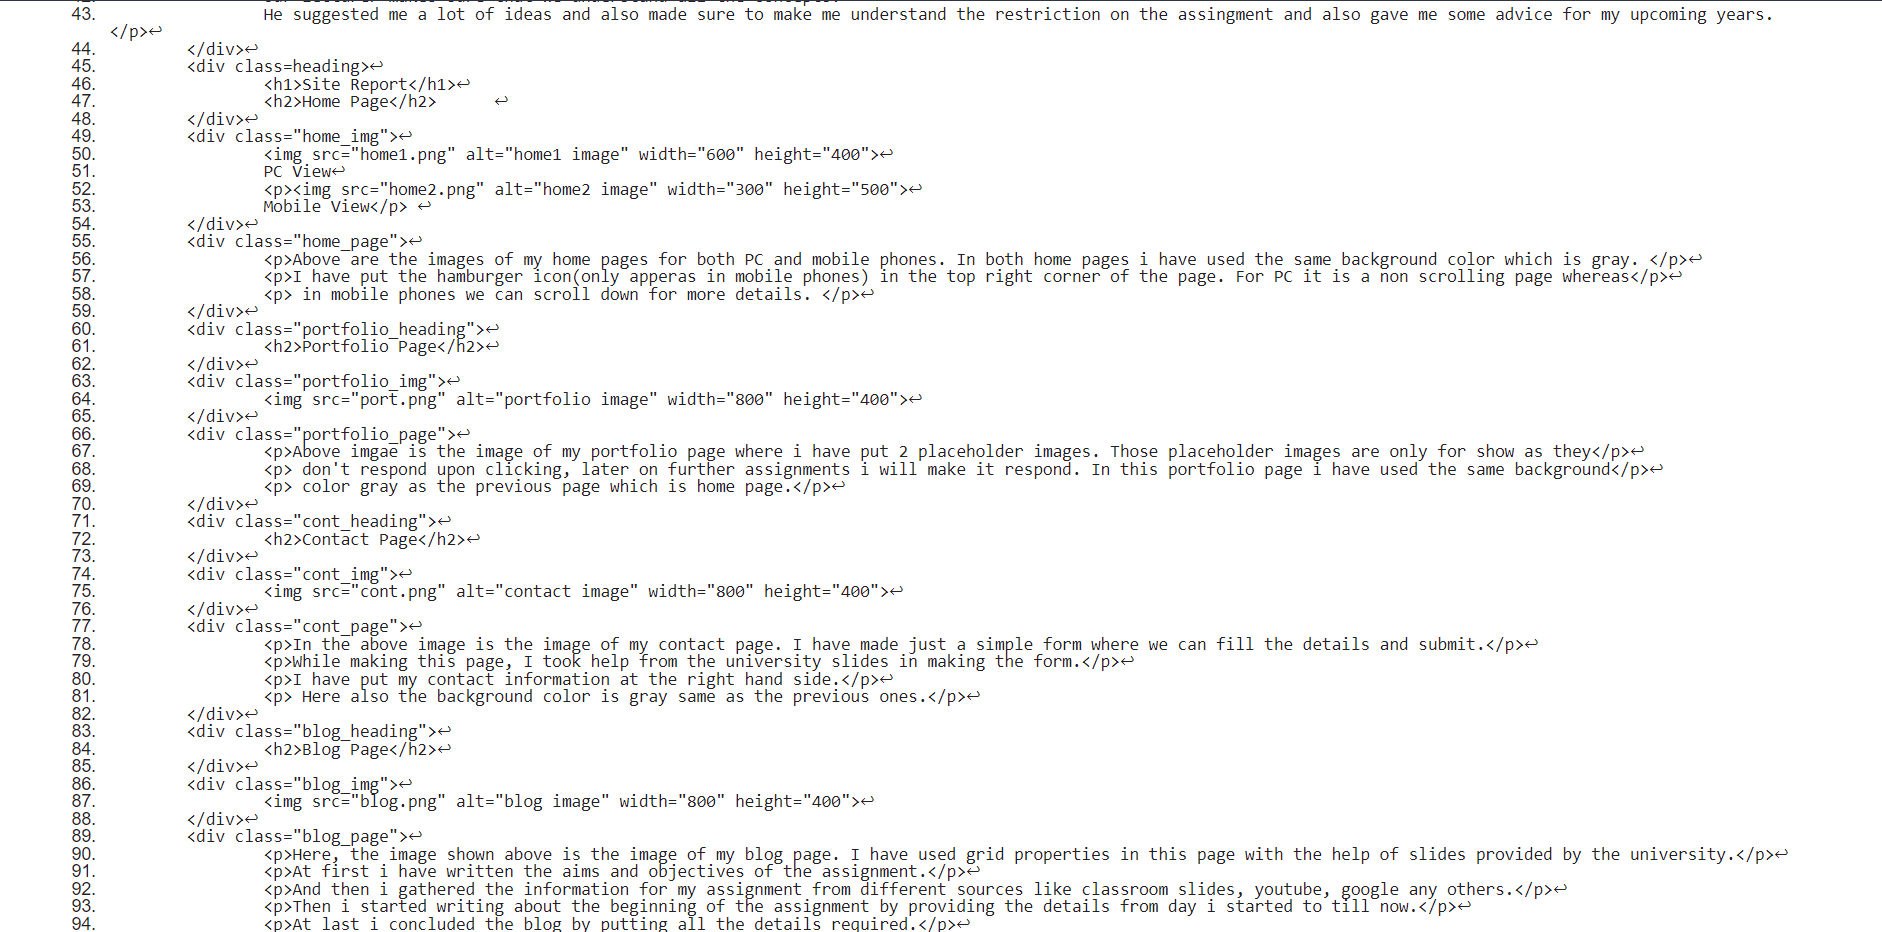 43. He suggested me a lot of ideas and also made sure to make me understand the restriction on the assingment and also gave me some advice for my upcoming years.
</p>↩
44. </div>↩
45. <div class=heading>↩
46. <h1>Site Report</h1>↩
47. <h2>Home Page</h2> ↩
48. </div>↩
49. <div class="home_img">↩
50. <img src="home1.png" alt="home1 image" width="600" height="400">↩
51. PC View↩
52. <p><img src="home2.png" alt="home2 image" width="300" height="500">↩
53. Mobile View</p> ↩
54. </div>↩
55. <div class="home_page">↩
56. <p>Above are the images of my home pages for both PC and mobile phones. In both home pages i have used the same background color which is gray. </p>↩
57. <p>I have put the hamburger icon(only apperas in mobile phones) in the top right corner of the page. For PC it is a non scrolling page whereas</p>↩
58. <p> in mobile phones we can scroll down for more details. </p>↩
59. </div>↩
60. <div class="portfolio_heading">↩
61. <h2>Portfolio Page</h2>↩
62. </div>↩
63. <div class="portfolio_img">↩
64. <img src="port.png" alt="portfolio image" width="800" height="400">↩
65. </div>↩
66. <div class="portfolio_page">↩
67. <p>Above imgae is the image of my portfolio page where i have put 2 placeholder images. Those placeholder images are only for show as they</p>↩
68. <p> don't respond upon clicking, later on further assignments i will make it respond. In this portfolio page i have used the same background</p>↩
69. <p> color gray as the previous page which is home page.</p>↩
70. </div>↩
71. <div class="cont_heading">↩
72. <h2>Contact Page</h2>↩
73. </div>↩
74. <div class="cont_img">↩
75. <img src="cont.png" alt="contact image" width="800" height="400">↩
76. </div>↩
77. <div class="cont_page">↩
78. <p>In the above image is the image of my contact page. I have made just a simple form where we can fill the details and submit.</p>↩
79. <p>While making this page, I took help from the university slides in making the form.</p>↩
80. <p>I have put my contact information at the right hand side.</p>↩
81. <p> Here also the background color is gray same as the previous ones.</p>↩
82. </div>↩
83. <div class="blog_heading">↩
84. <h2>Blog Page</h2>↩
85. </div>↩
86. <div class="blog_img">↩
87. <img src="blog.png" alt="blog image" width="800" height="400">↩
88. </div>↩
89. <div class="blog_page">↩
90. <p>Here, the image shown above is the image of my blog page. I have used grid properties in this page with the help of slides provided by the university.</p>↩
91. <p>At first i have written the aims and objectives of the assignment.</p>↩
92. <p>And then i gathered the information for my assignment from different sources like classroom slides, youtube, google any others.</p>↩
93. <p>Then i started writing about the beginning of the assignment by providing the details from day i started to till now.</p>↩
94. <p>At last i concluded the blog by putting all the details required.</p>↩